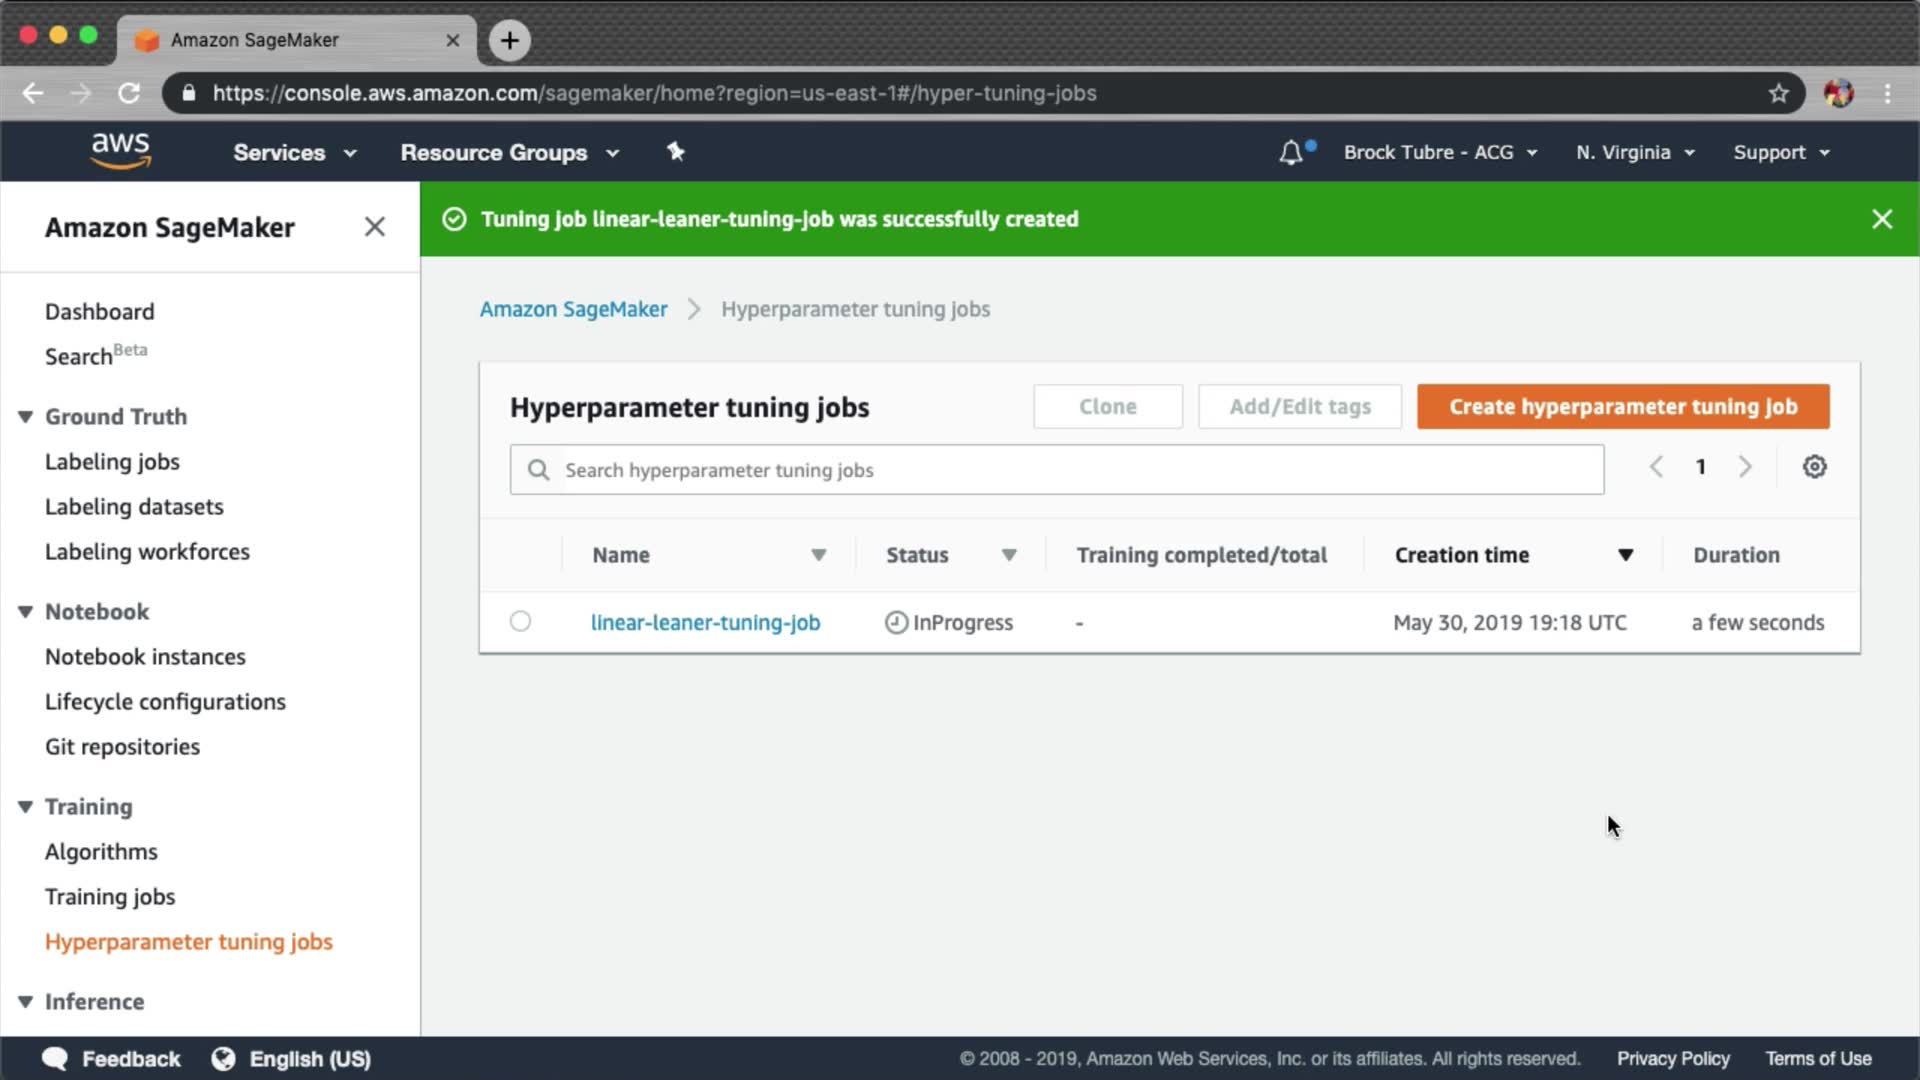 Amazon SageMaker
https://console.aws.amazon.com/sagemaker/home?region=us-east-1#/hyper-tuning-jobs
aws
Services
Resource Groups
Brock Tubre - ACG
N. Virginia
Support
Amazon SageMaker
Tuning job linear-leaner-tuning-job was successfully created
Dashboard
Search Beta
Ground Truth
Labeling jobs
Labeling datasets
Labeling workforces
Notebook
Notebook instances
Lifecycle configurations
Git repositories
Training
Algorithms
Training jobs
Hyperparameter tuning jobs
Inference
Amazon SageMaker
Hyperparameter tuning jobs
Hyperparameter tuning jobs
Clone
Add/Edit tags
Create hyperparameter tuning job
Search hyperparameter tuning jobs
1
Name
Status
Training completed/total
Creation time
Duration
linear-leaner-tuning-job
InProgress
-
May 30, 2019 19:18 UTC
a few seconds
Feedback
English (US)
© 2008 - 2019, Amazon Web Services, Inc. or its affiliates. All rights reserved.
Privacy Policy
Terms of Use